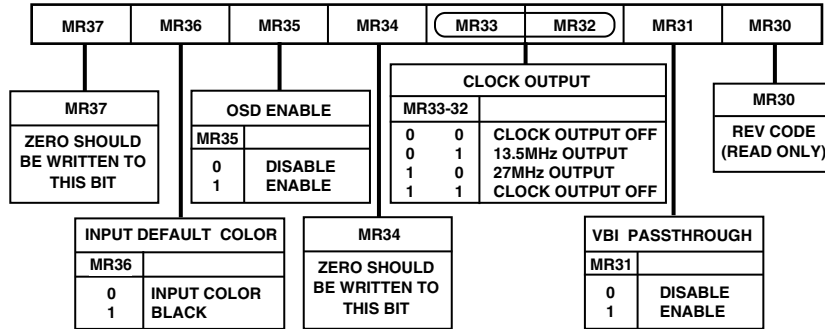 MR37 MR36 MR35 MR34 MR33 MR32 MR31 MR30
MR37
ZERO SHOULD
BE WRITTEN TO
THIS BIT
OSD ENABLE
MR35
0 DISABLE
1 ENABLE
CLOCK OUTPUT
MR33-32
0 0 CLOCK OUTPUT OFF
0 1 13.5MHz OUTPUT
1 0 27MHz OUTPUT
1 1 CLOCK OUTPUT OFF
MR30
REV CODE
(READ ONLY)
INPUT DEFAULT COLOR
MR36
0 INPUT COLOR
1 BLACK
MR34
ZERO SHOULD
BE WRITTEN TO
THIS BIT
VBI PASSTHROUGH
MR31
0 DISABLE
1 ENABLE